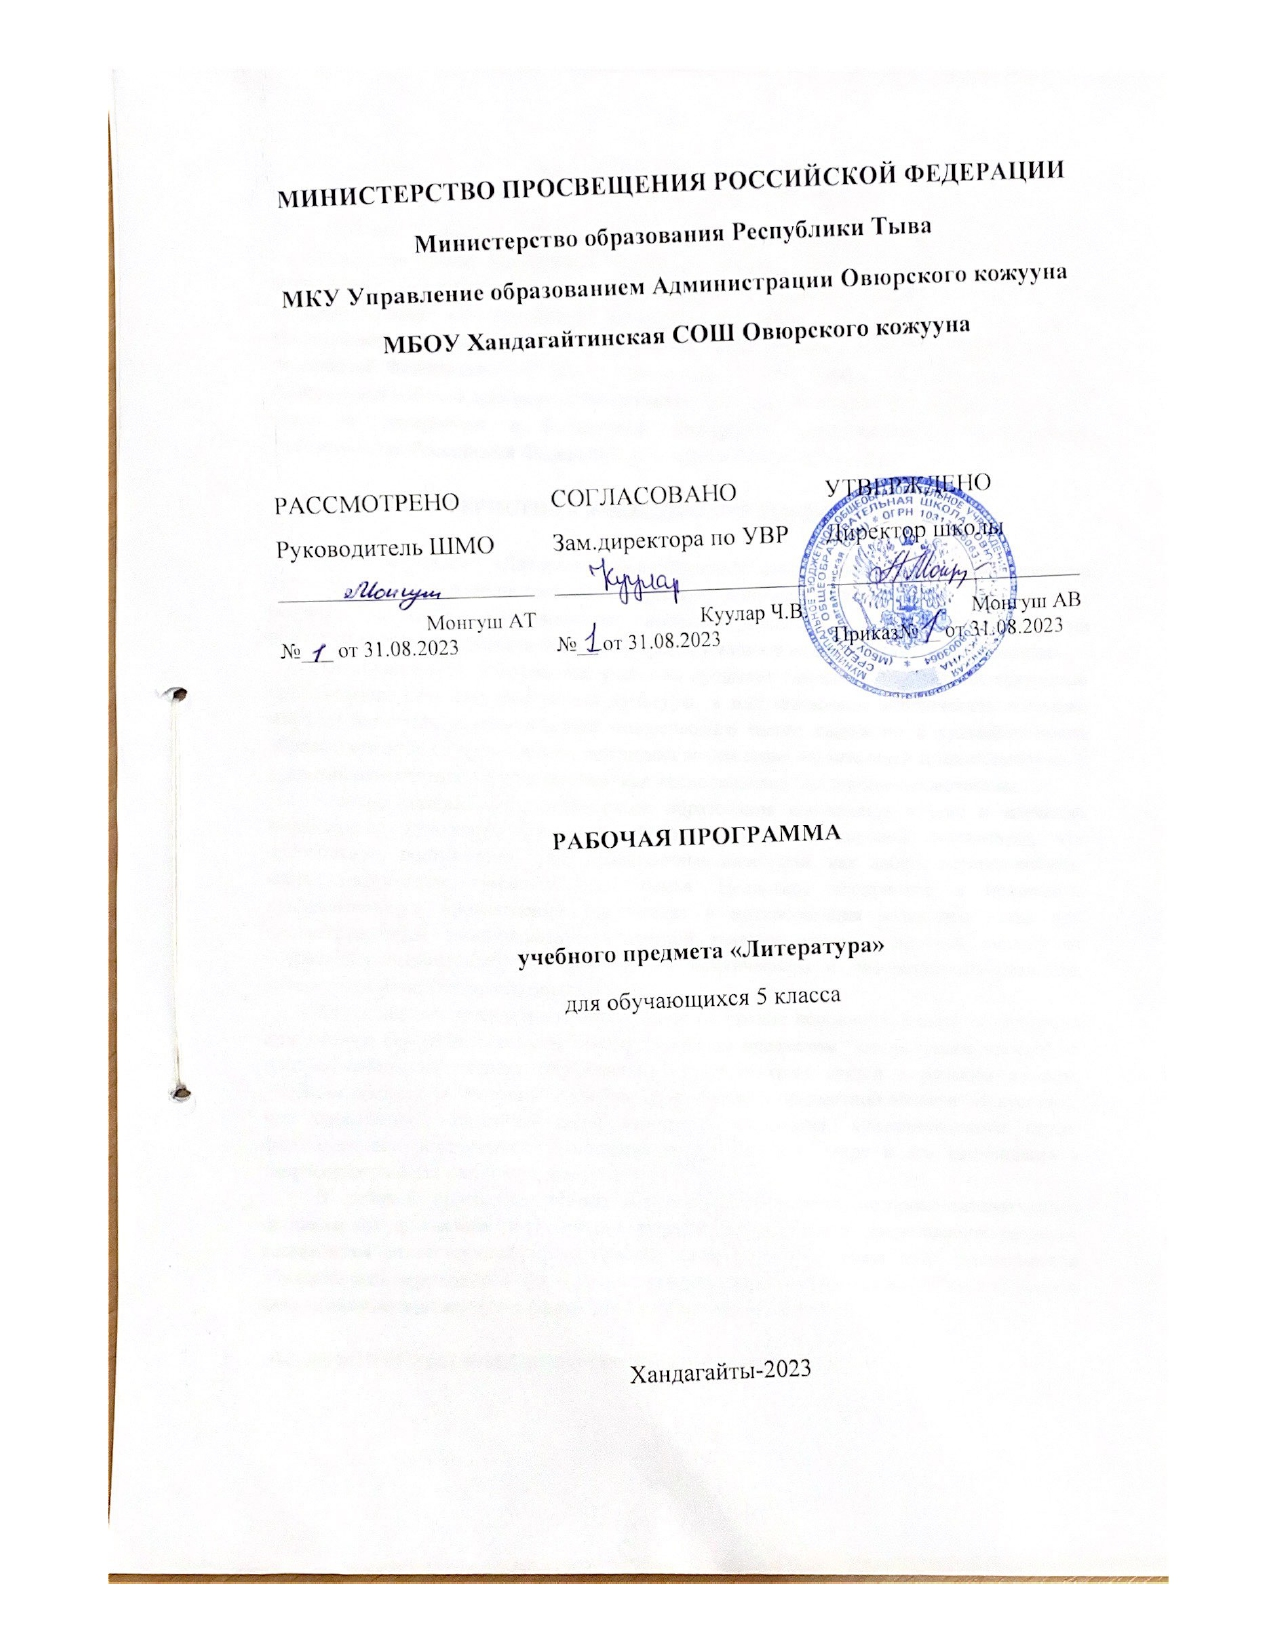 МИНИСТЕРСТВО ПРОСВЕЩЕНИЯ РОССИЙСКОЙ ФЕДЕРАЦИИ
Министерство образования Республики Тыва
МКУ Управление образованием Администрации Овюрского кожууна
МБОУ Хандагайтинская СОШ Овюрского кожууна
РАССМОТРЕНО
Руководитель ШМО
Монгуш
Монгуш АТ
№ 1 от 31.08.2023
СОГЛАСОВАНО
Зам.директора по УВР
Куулар
Куулар Ч.В.
№ 1 от 31.08.2023
УТВЕРЖДЕНО
Директор школы
Монгуш АВ
Приказ№ 1 от 31.08.2023
РАБОЧАЯ ПРОГРАММА
учебного предмета «Литература»
для обучающихся 5 класса
Хандагайты-2023